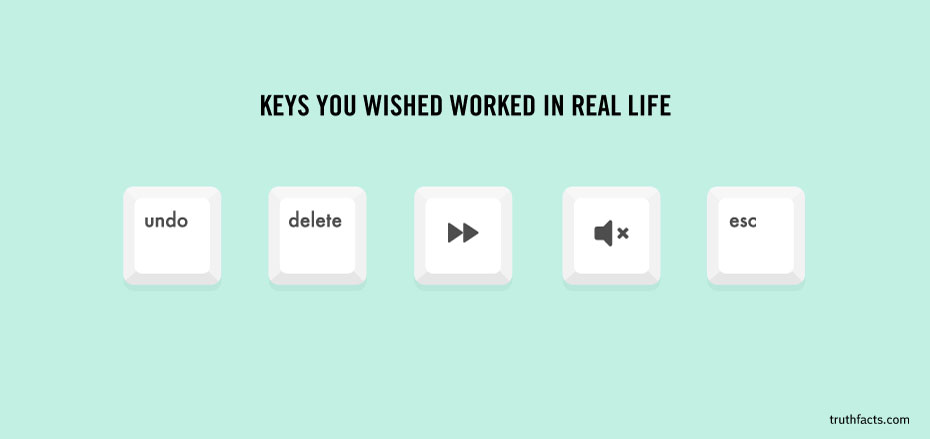 KEYS YOU WISHED WORKED IN REAL LIFE
undo
delete
esc
truthfacts.com